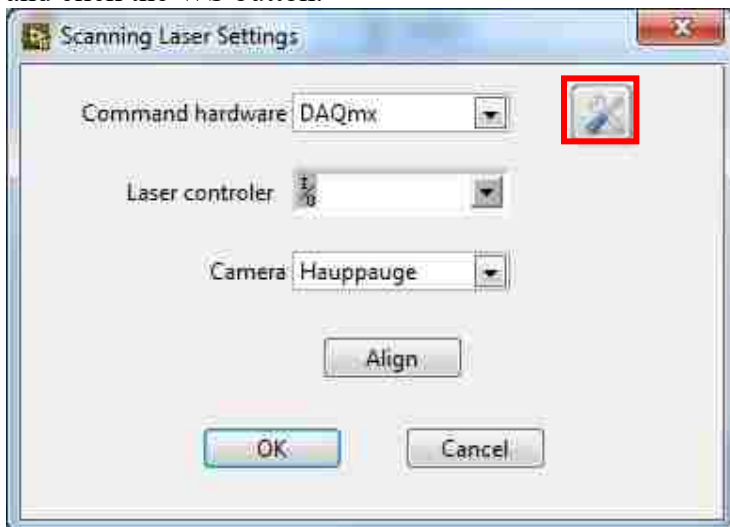 Scanning Laser Settings
Command hardware DAQmx
Laser controler I/O
Camera Hauppauge
Align
OK Cancel